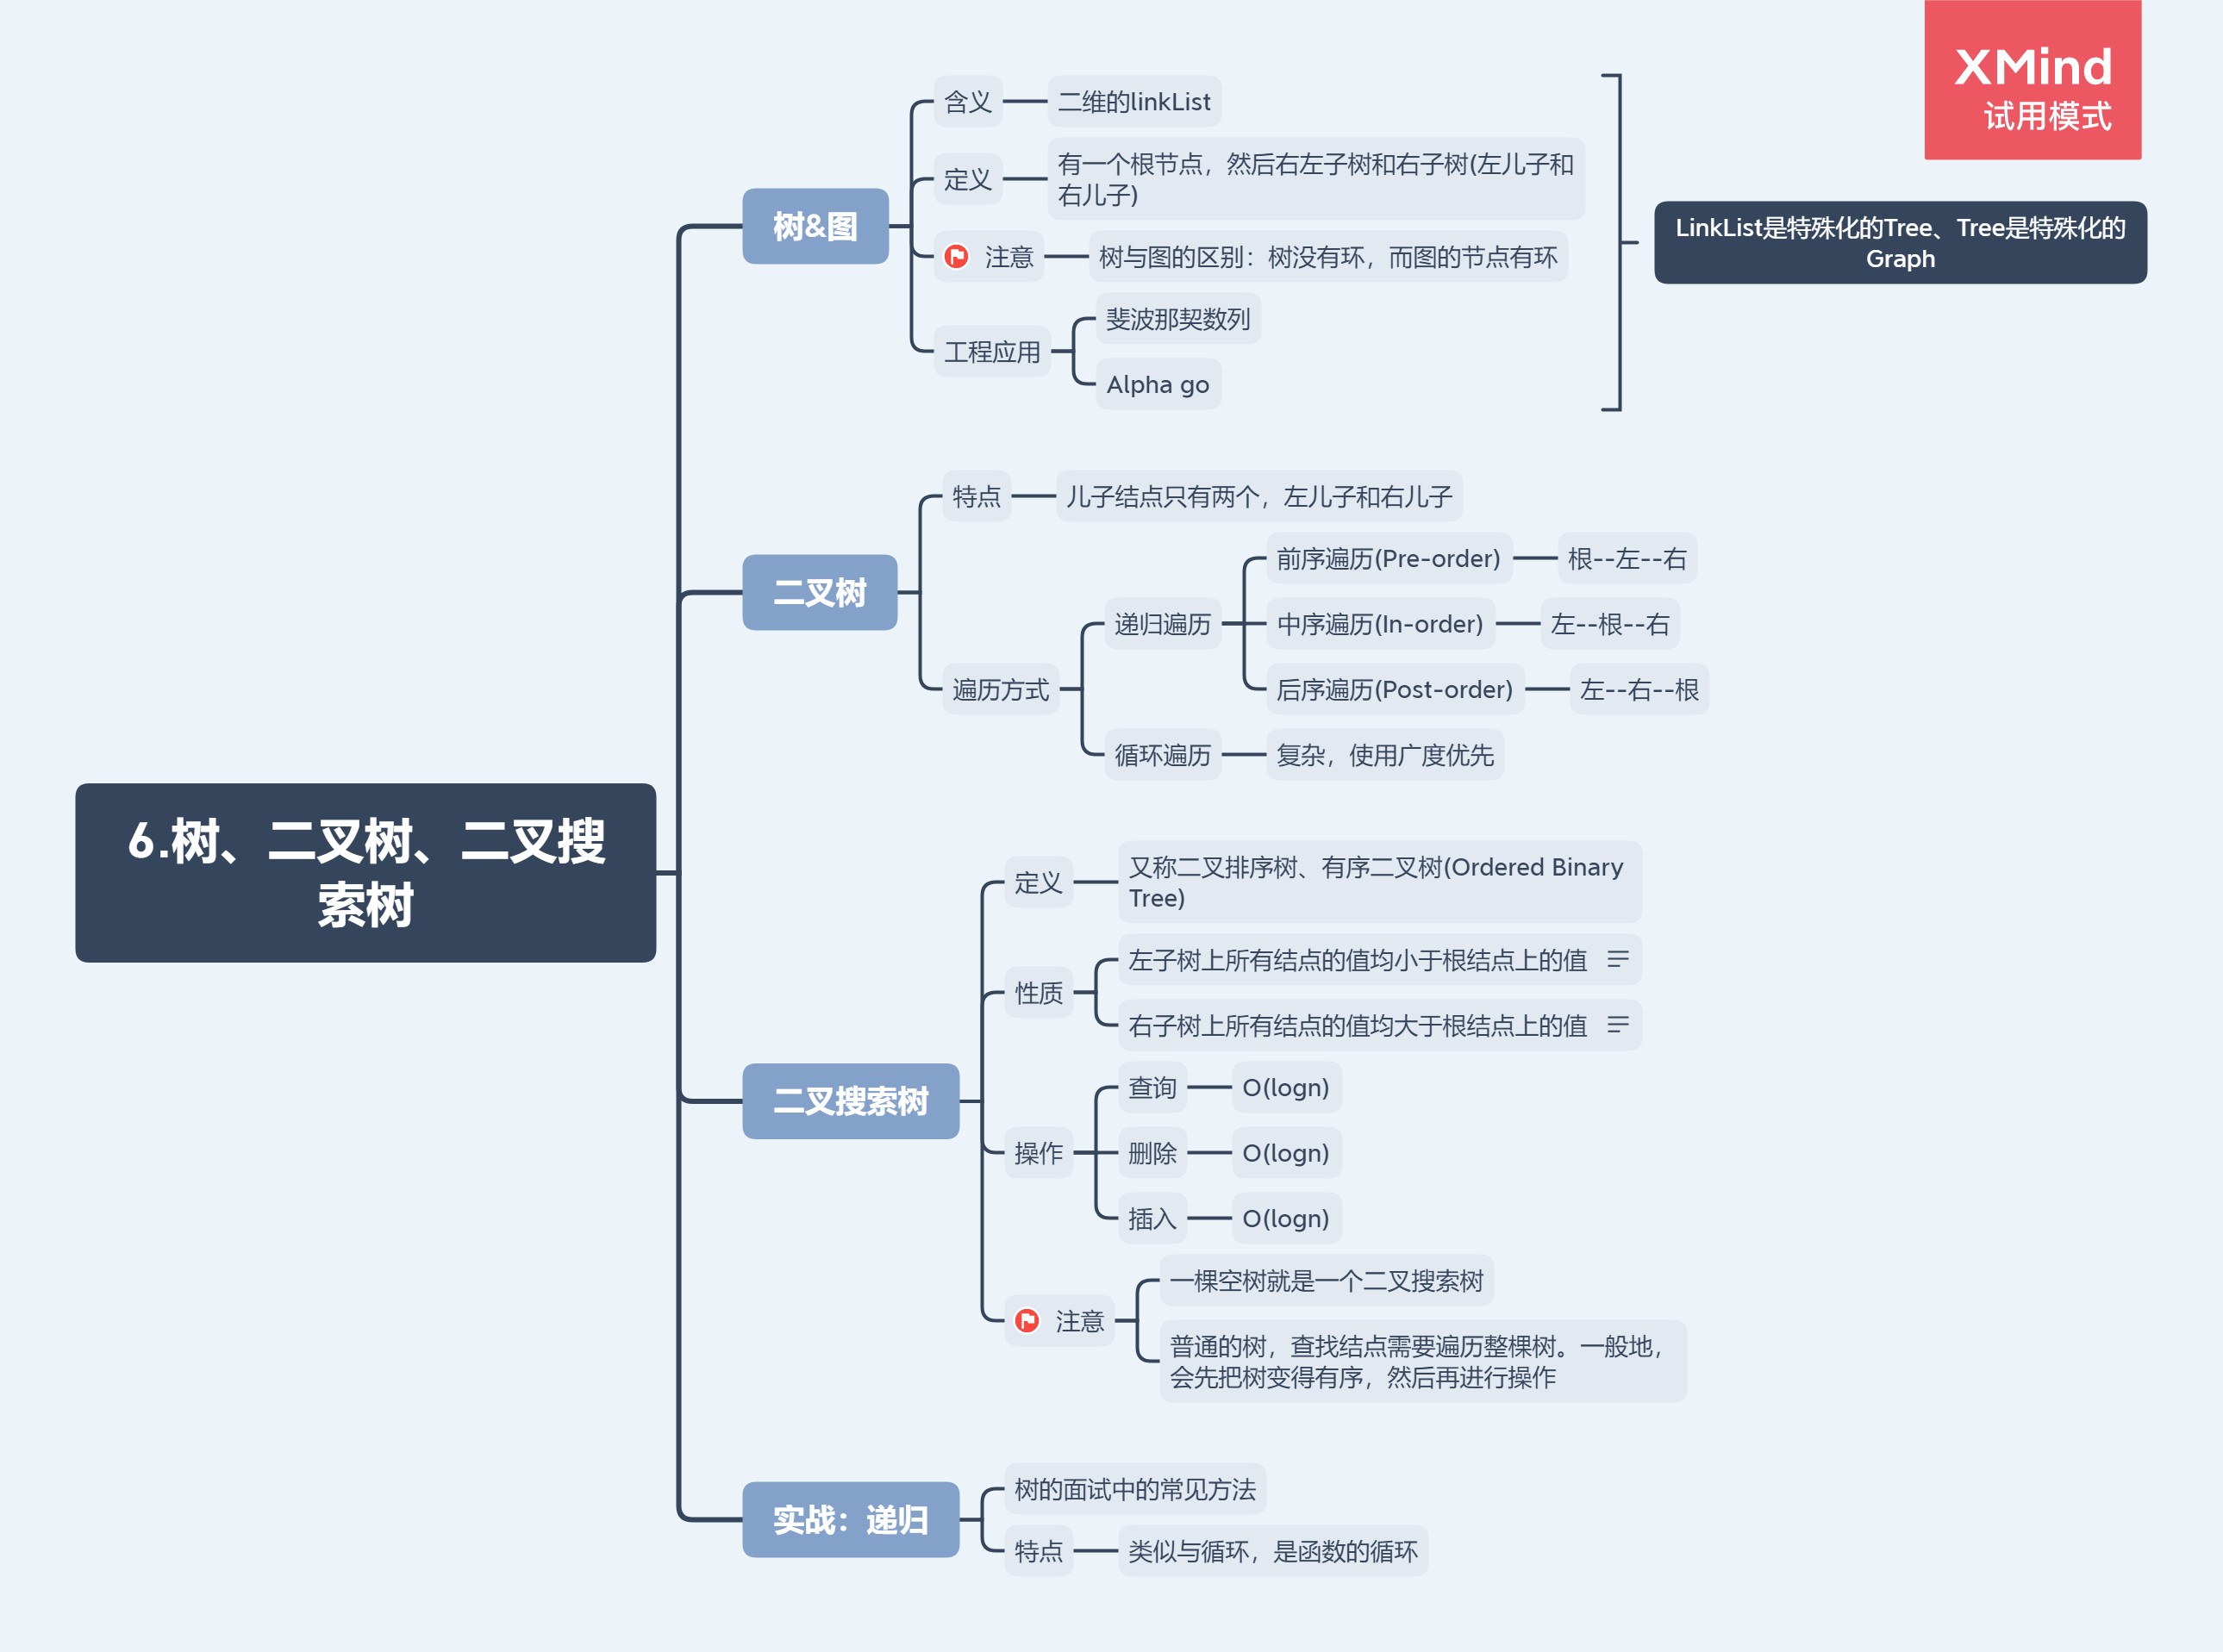 XMind
试用模式
6.树、二叉树、二叉搜
索树
树&图
含义
二维的linkList
定义
有一个根节点，然后右左子树和右子树(左儿子和
右儿子)
注意
树与图的区别：树没有环，而图的节点有环
工程应用
斐波那契数列
Alpha go
LinkList是特殊化的Tree、Tree是特殊化的
Graph
二叉树
特点
儿子结点只有两个，左儿子和右儿子
遍历方式
递归遍历
前序遍历(Pre-order)
根--左--右
中序遍历(In-order)
左--根--右
后序遍历(Post-order)
左--右--根
循环遍历
复杂，使用广度优先
二叉搜索树
定义
又称二叉排序树、有序二叉树(Ordered Binary
Tree)
性质
左子树上所有结点的值均小于根结点上的值
右子树上所有结点的值均大于根结点上的值
操作
查询
O(logn)
删除
O(logn)
插入
O(logn)
注意
一棵空树就是一个二叉搜索树
普通的树，查找结点需要遍历整棵树。一般地，
会先把树变得有序，然后再进行操作
实战：递归
树的面试中的常见方法
特点
类似与循环，是函数的循环